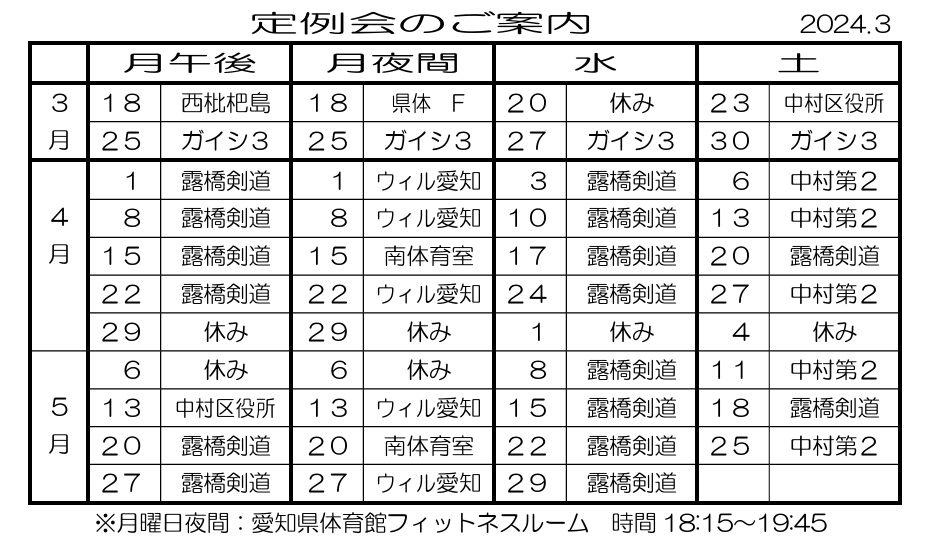 定例会のご案内 2024.3
月午後 月夜間 水 土
3月 18 西枇杷島 18 県体 F 20 休み 23 中村区役所
25 ガイシ3 25 ガイシ3 27 ガイシ3 30 ガイシ3
4月 1 露橋剣道 1 ウィル愛知 3 露橋剣道 6 中村第2
8 露橋剣道 8 ウィル愛知 10 露橋剣道 13 中村第2
15 露橋剣道 15 南体育室 17 露橋剣道 20 露橋剣道
22 露橋剣道 22 ウィル愛知 24 露橋剣道 27 中村第2
29 休み 29 休み 1 休み 4 休み
5月 6 休み 6 休み 8 露橋剣道 11 中村第2
13 中村区役所 13 ウィル愛知 15 露橋剣道 18 露橋剣道
20 露橋剣道 20 南体育室 22 露橋剣道 25 中村第2
27 露橋剣道 27 ウィル愛知 29 露橋剣道
※月曜日夜間：愛知県体育館フィットネスルーム 時間 18:15～19:45